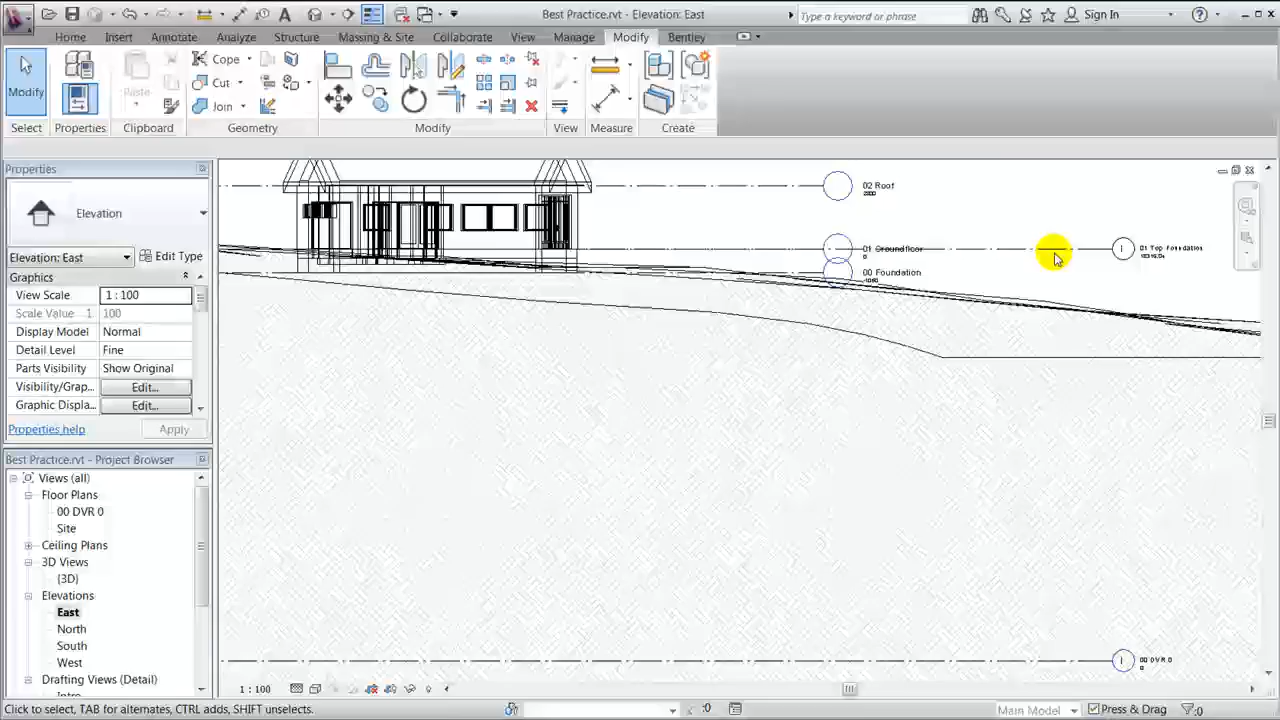 Best Practice.rvt - Elevation: East
Type a keyword or phrase
Sign In
Home Insert Annotate Analyze Structure Massing & Site Collaborate View Manage Modify Bentley
Modify
Paste
Cope
Cut
Join
Select Properties Clipboard Geometry Modify View Measure Create
Properties
Elevation
Elevation: East
Edit Type
Graphics
View Scale 1 : 100
Scale Value 1 100
Display Model Normal
Detail Level Fine
Parts Visibility Show Original
Visibility/Grap... Edit...
Graphic Displa... Edit...
Properties help Apply
Best Practice.rvt - Project Browser
Views (all)
Floor Plans
00 DVR 0
Site
Ceiling Plans
3D Views
{3D}
Elevations
East
North
South
West
Drafting Views (Detail)
Intro
02 Roof
01 Groundfloor
0
01 Top Foundation
00 Foundation
00 DVR 0
0
1 : 100
Click to select, TAB for alternates, CTRL adds, SHIFT unselects.
:0
Main Model
Press & Drag
:0